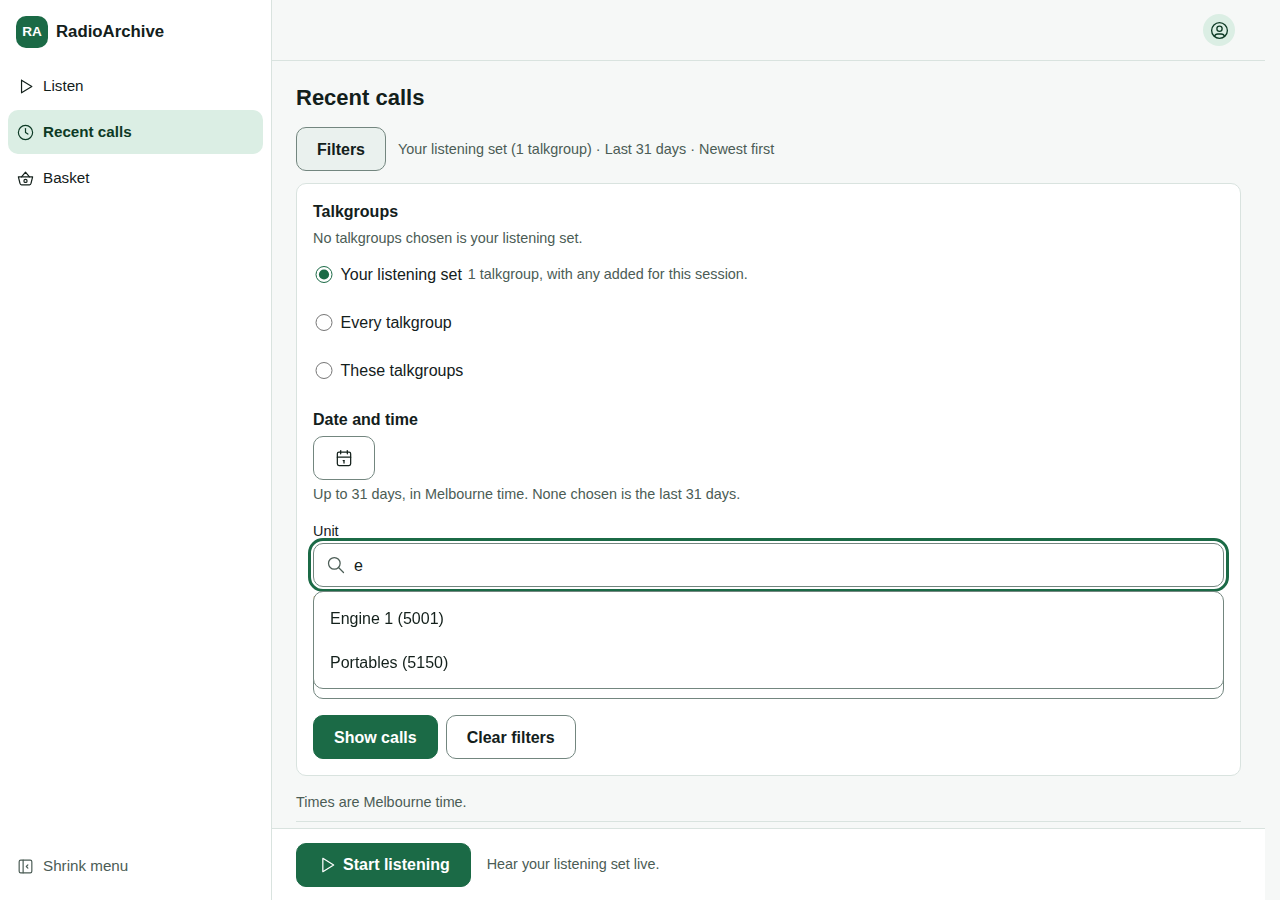 RA RadioArchive
Listen
Recent calls
Basket
Shrink menu
Recent calls
Filters Your listening set (1 talkgroup) · Last 31 days · Newest first
Talkgroups
No talkgroups chosen is your listening set.
Your listening set 1 talkgroup, with any added for this session.
Every talkgroup
These talkgroups
Date and time
Up to 31 days, in Melbourne time. None chosen is the last 31 days.
Unit
e
Engine 1 (5001)
Portables (5150)
Show calls Clear filters
Times are Melbourne time.
Start listening Hear your listening set live.